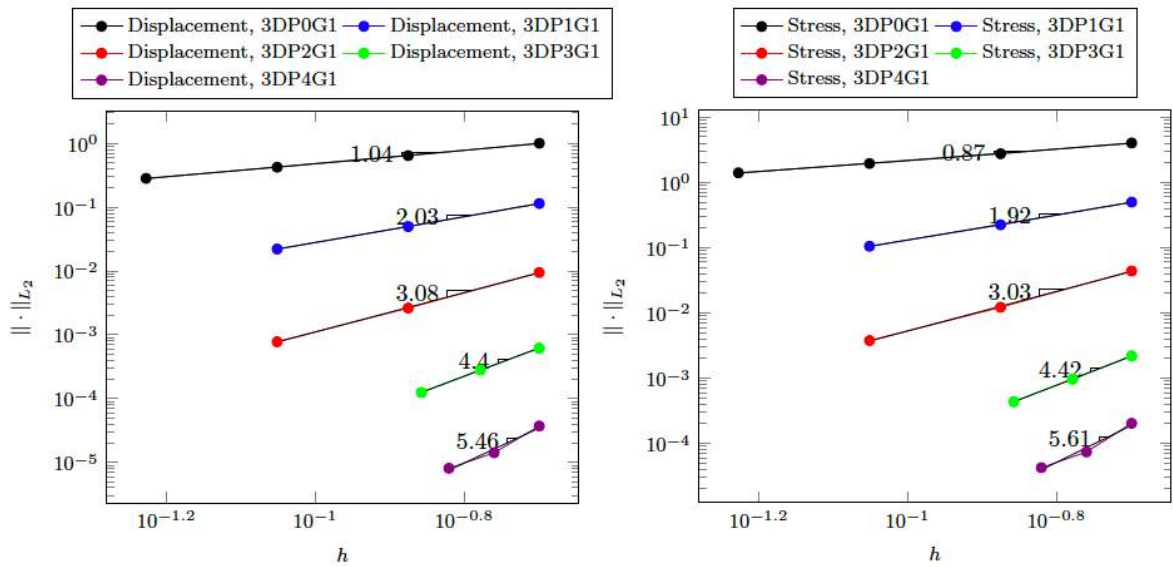 Displacement, 3DP0G1 Displacement, 3DP1G1
Displacement, 3DP2G1 Displacement, 3DP3G1
Displacement, 3DP4G1
10^0
10^−1
10^−2
10^−3
10^−4
10^−5
|| · ||_{L_2}
1.04
2.03
3.08
4.4
5.46
10^−1.2 10^−1 10^−0.8
h
Stress, 3DP0G1 Stress, 3DP1G1
Stress, 3DP2G1 Stress, 3DP3G1
Stress, 3DP4G1
10^1
10^0
10^−1
10^−2
10^−3
10^−4
|| · ||_{L_2}
0.87
1.92
3.03
4.42
5.61
10^−1.2 10^−1 10^−0.8
h